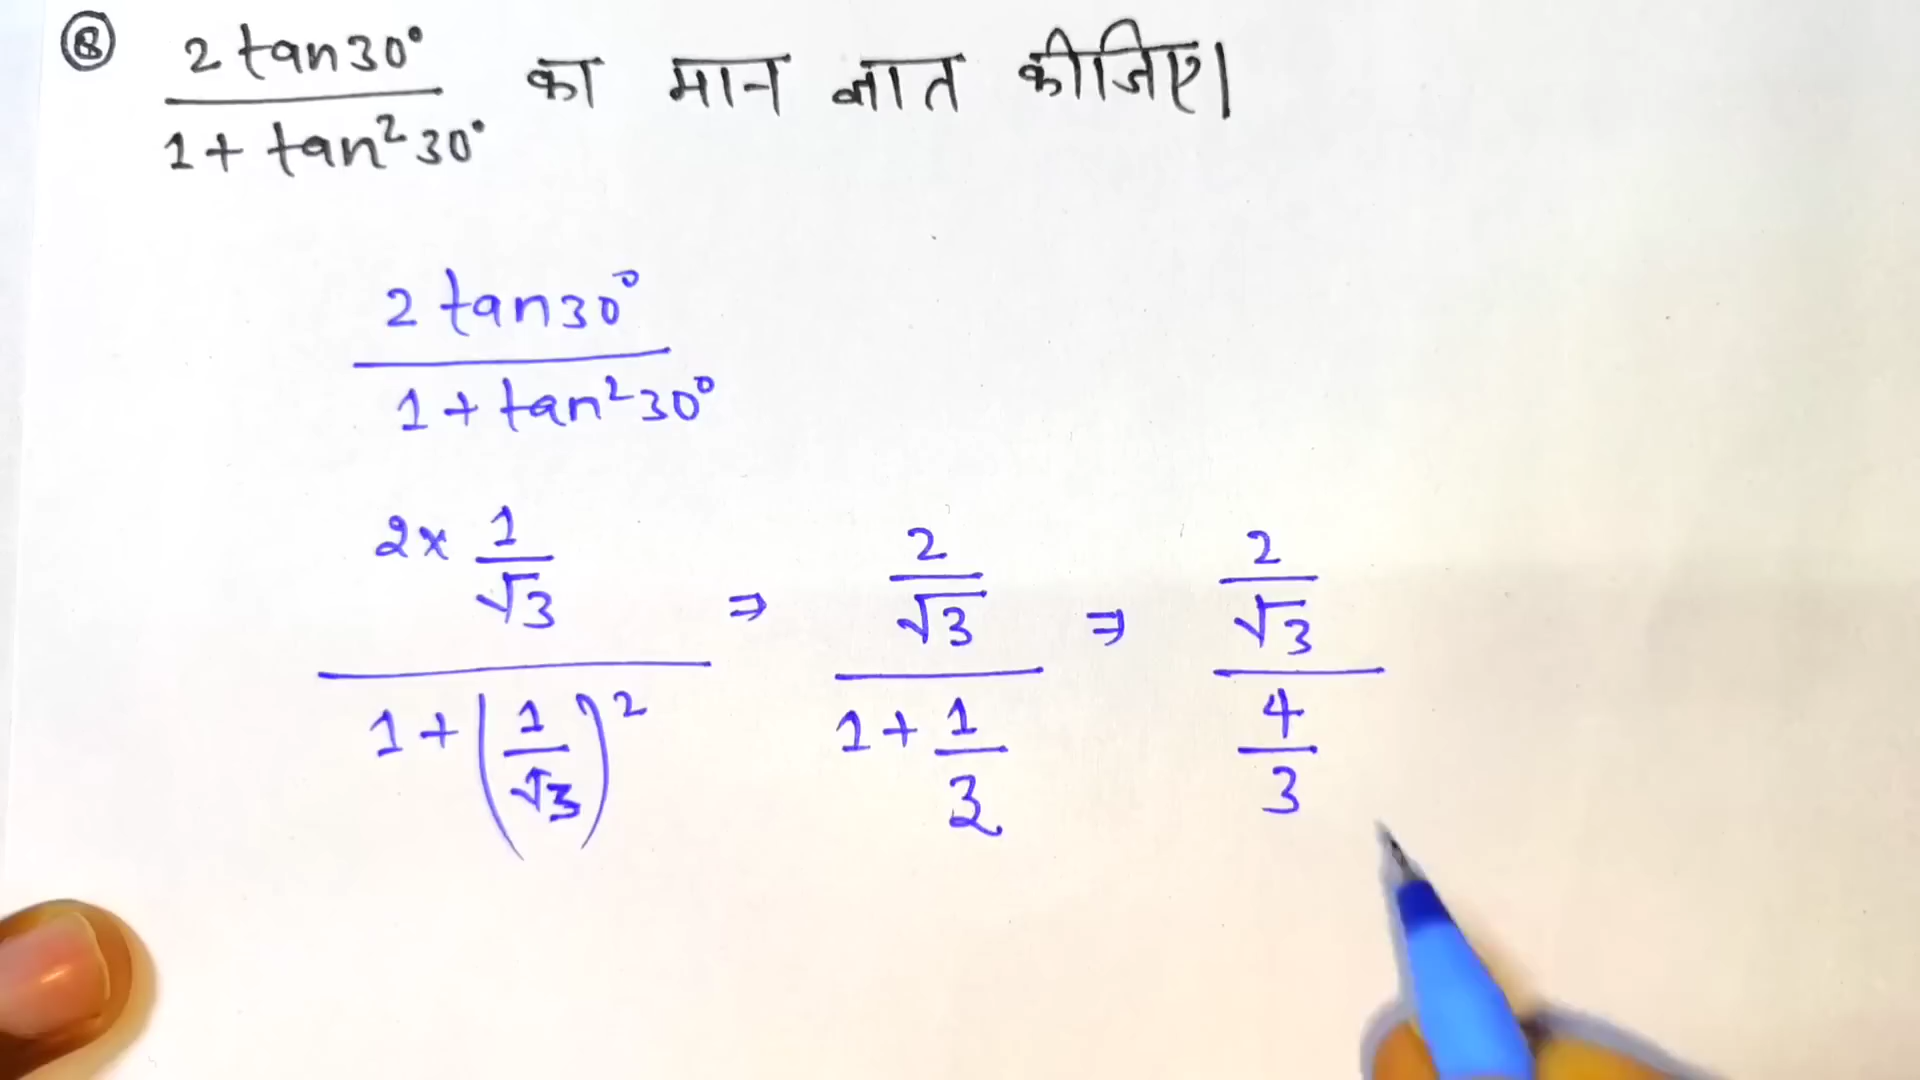 ⑧ 2 tan30° / 1 + tan²30° का मान ज्ञात कीजिए।
2 tan30° / 1 + tan²30°
2 × 1/√3 / 1 + (1/√3)² ⇒ 2/√3 / 1 + 1/3 ⇒ 2/√3 / 4/3